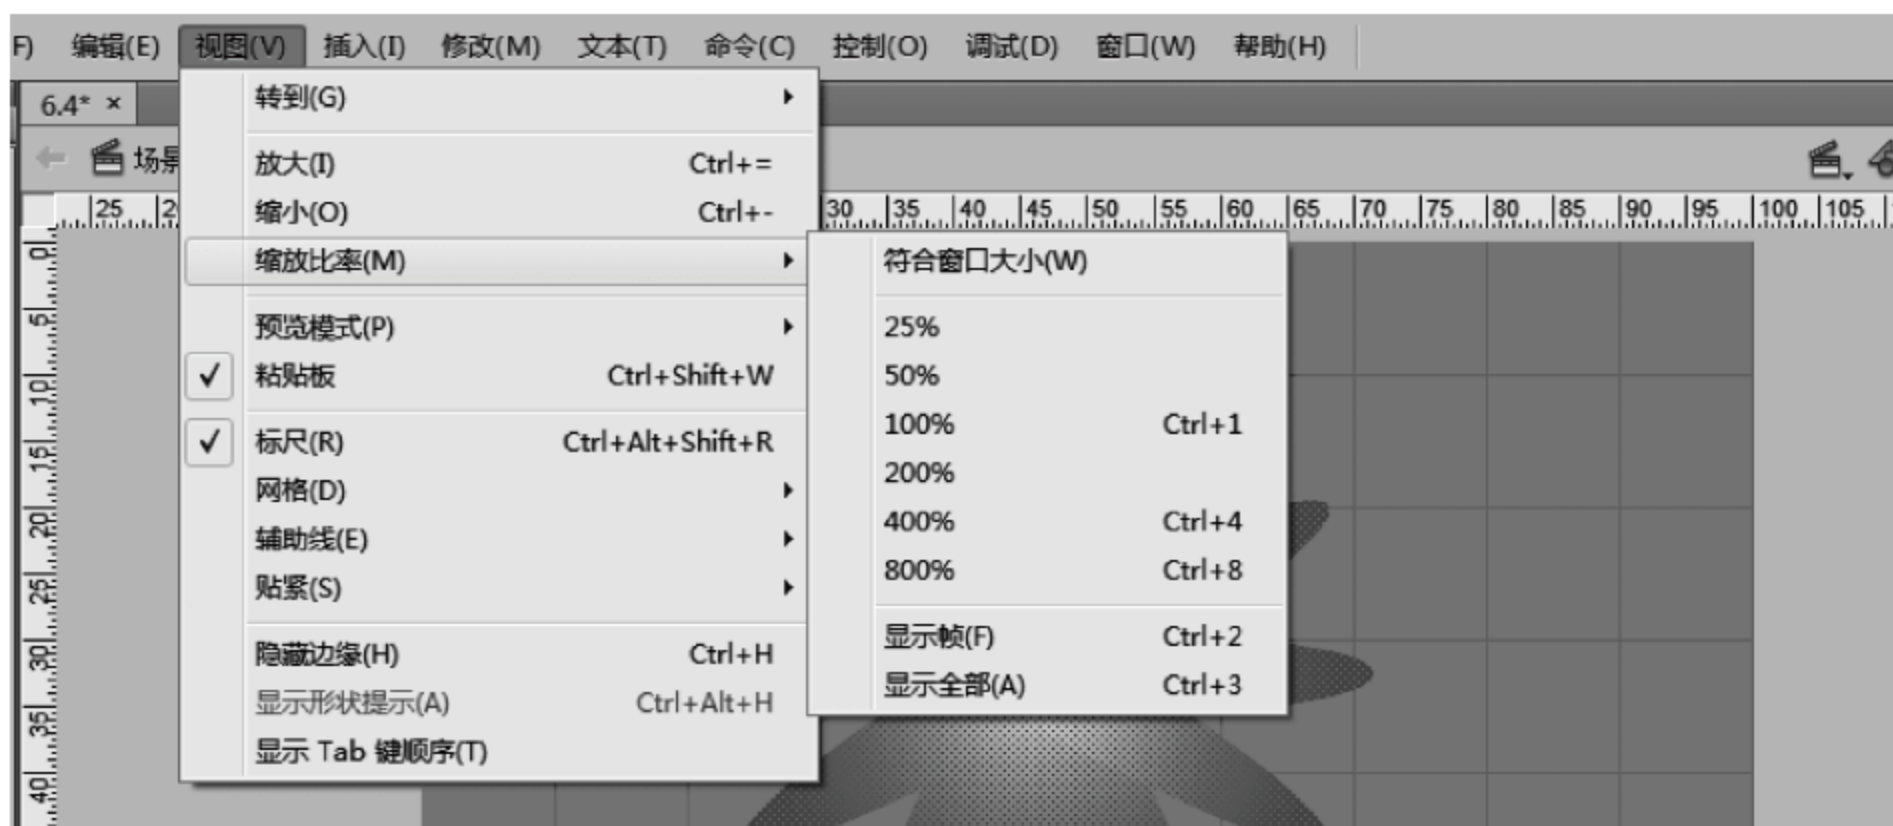 F) 编辑(E) 视图(V) 插入(I) 修改(M) 文本(T) 命令(C) 控制(O) 调试(D) 窗口(W) 帮助(H)
6.4* ×
场景
25 2 30 35 40 45 50 55 60 65 70 75 80 85 90 95 100 105
0
5
10
15
20
25
30
35
40
转到(G)
放大(I) Ctrl+=
缩小(O) Ctrl+-
缩放比率(M)
预览模式(P)
粘贴板 Ctrl+Shift+W
标尺(R) Ctrl+Alt+Shift+R
网格(D)
辅助线(E)
贴紧(S)
隐藏边缘(H) Ctrl+H
显示形状提示(A) Ctrl+Alt+H
显示 Tab 键顺序(T)
符合窗口大小(W)
25%
50%
100% Ctrl+1
200%
400% Ctrl+4
800% Ctrl+8
显示帧(F) Ctrl+2
显示全部(A) Ctrl+3